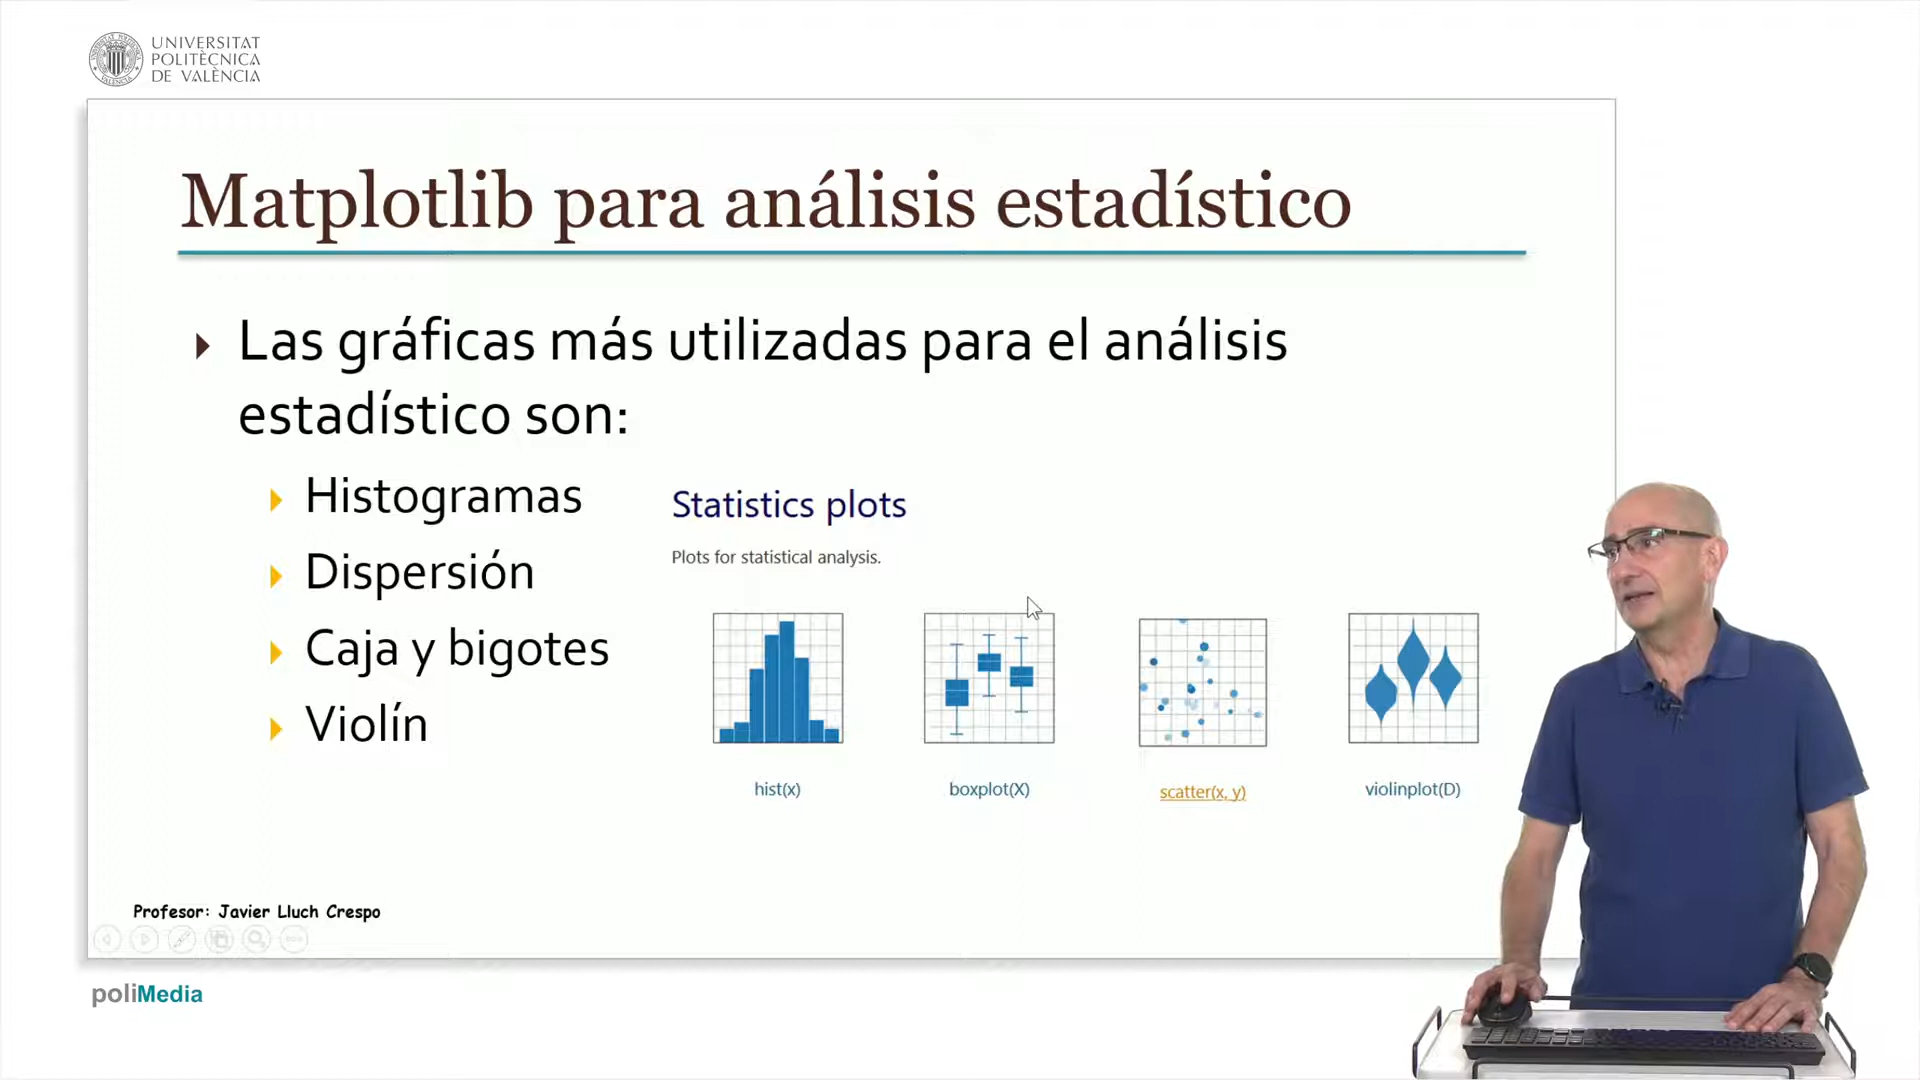 UNIVERSITAT
POLITÈCNICA
DE VALÈNCIA
Matplotlib para análisis estadístico
Las gráficas más utilizadas para el análisis
estadístico son:
Histogramas
Dispersión
Caja y bigotes
Violín
Statistics plots
Plots for statistical analysis.
hist(x)
boxplot(X)
scatter(x, y)
violinplot(D)
Profesor: Javier Lluch Crespo
poliMedia